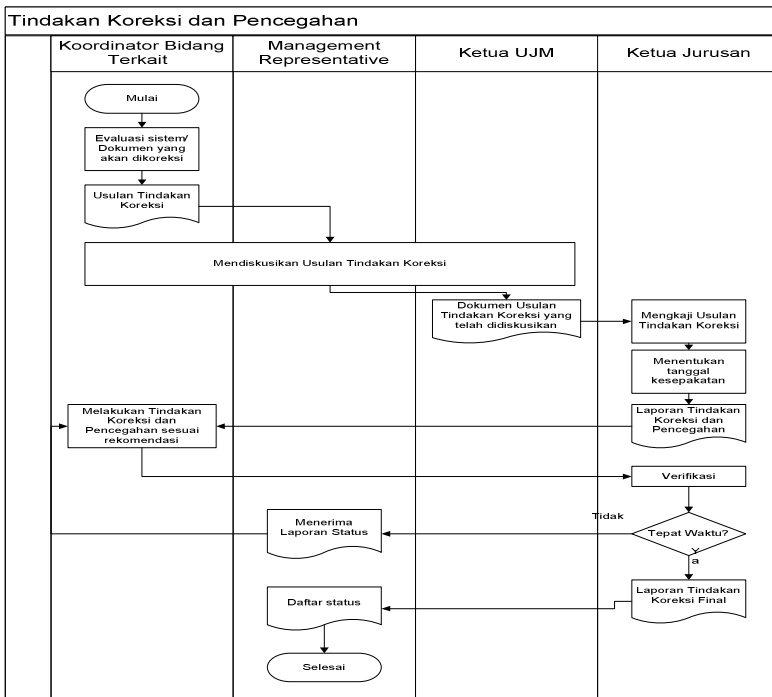 Tindakan Koreksi dan Pencegahan
Koordinator Bidang
Terkait
Management
Representative
Ketua UJM
Ketua Jurusan
Mulai
Evaluasi sistem/
Dokumen yang
akan dikoreksi
Usulan Tindakan
Koreksi
Mendiskusikan Usulan Tindakan Koreksi
Dokumen Usulan
Tindakan Koreksi yang
telah didiskusikan
Mengkaji Usulan
Tindakan Koreksi
Menentukan
tanggal
kesepakatan
Laporan Tindakan
Koreksi dan
Pencegahan
Melakukan Tindakan
Koreksi dan
Pencegahan sesuai
rekomendasi
Verifikasi
Tepat Waktu?
Tidak
Y
a
Menerima
Laporan Status
Laporan Tindakan
Koreksi Final
Daftar status
Selesai